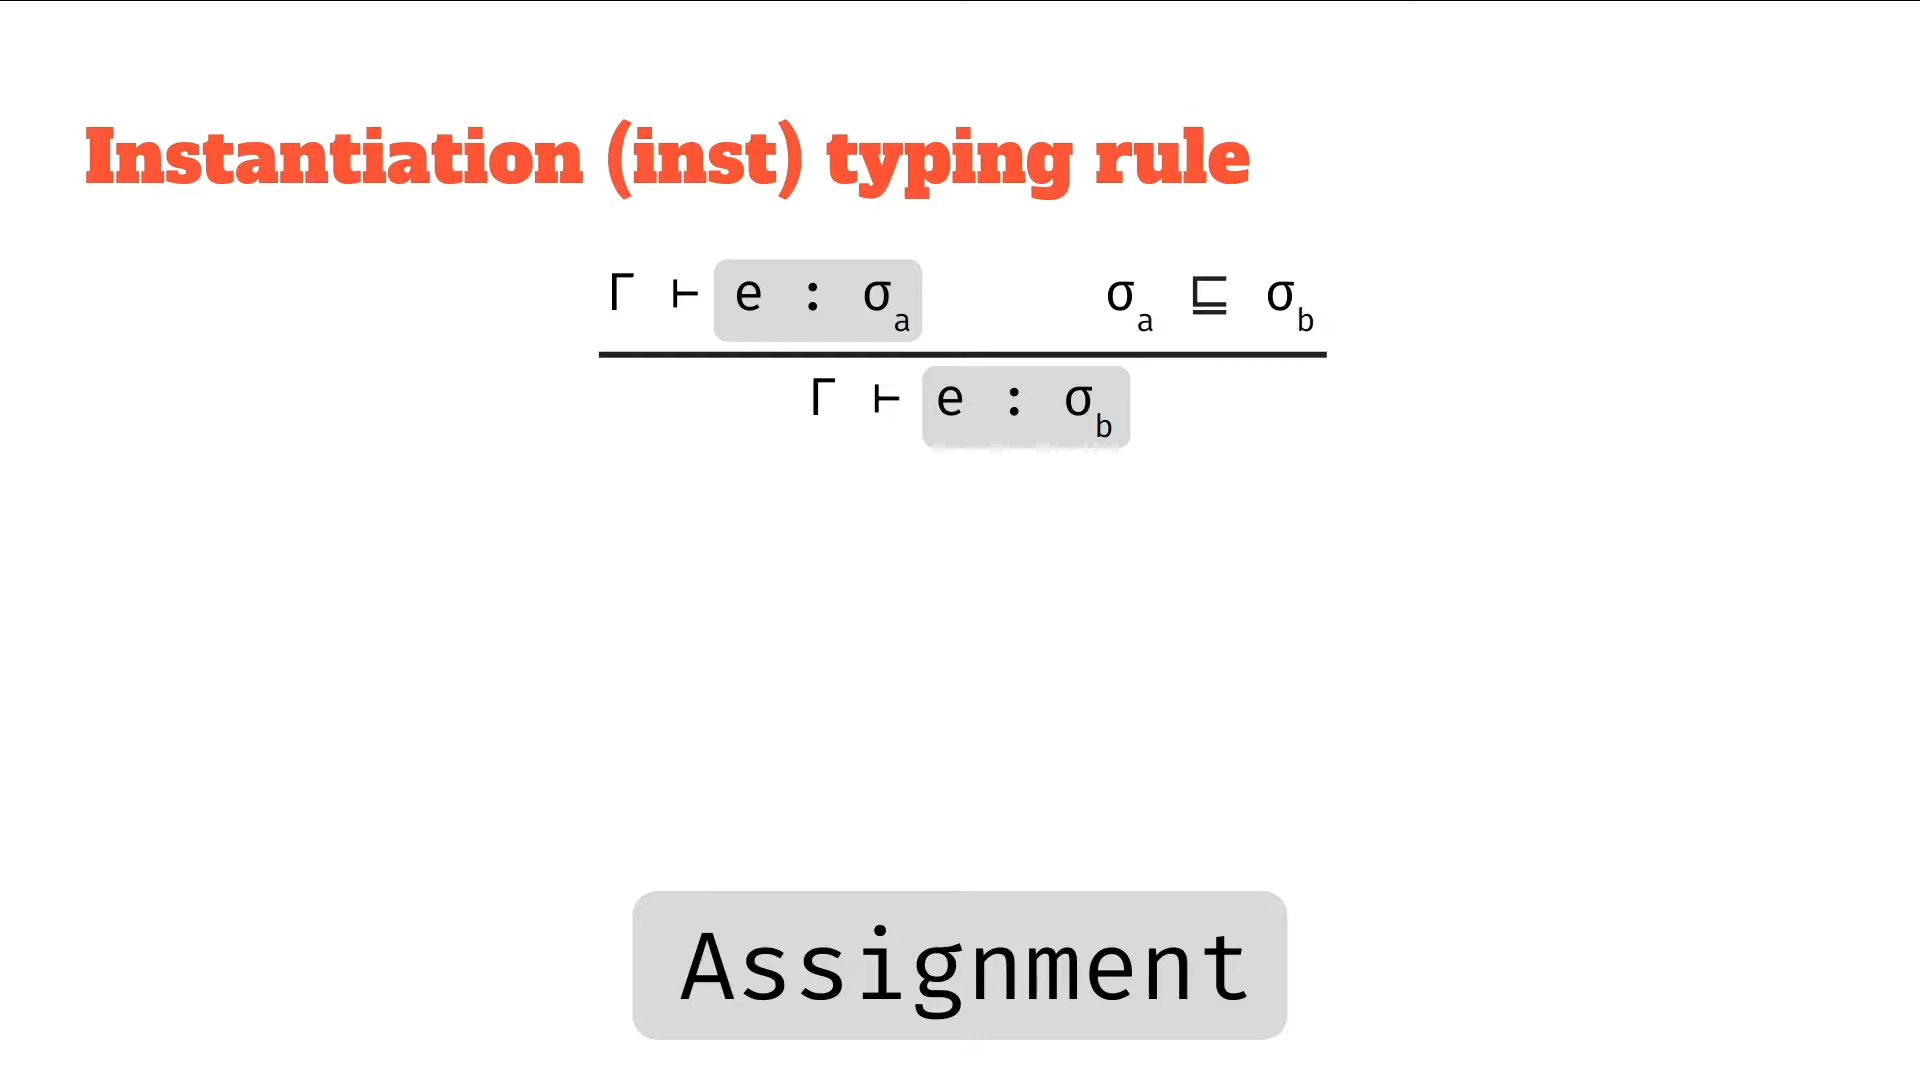 Instantiation (inst) typing rule
Γ ⊢ e : σa σa ⊑ σb
Γ ⊢ e : σb
Assignment